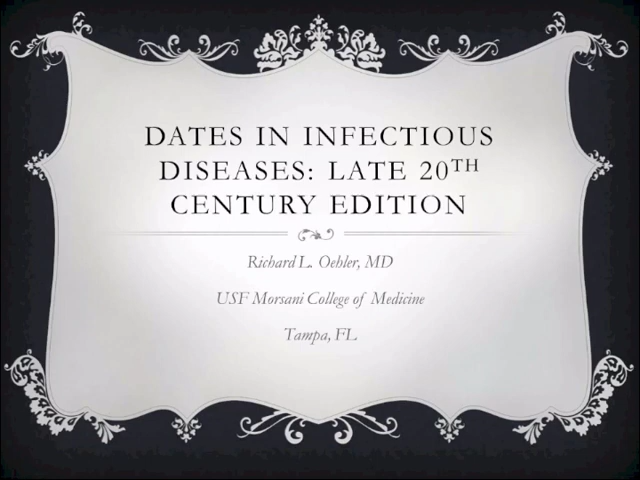 DATES IN INFECTIOUS
DISEASES: LATE 20TH
CENTURY EDITION
Richard L. Oehler, MD
USF Morsani College of Medicine
Tampa, FL